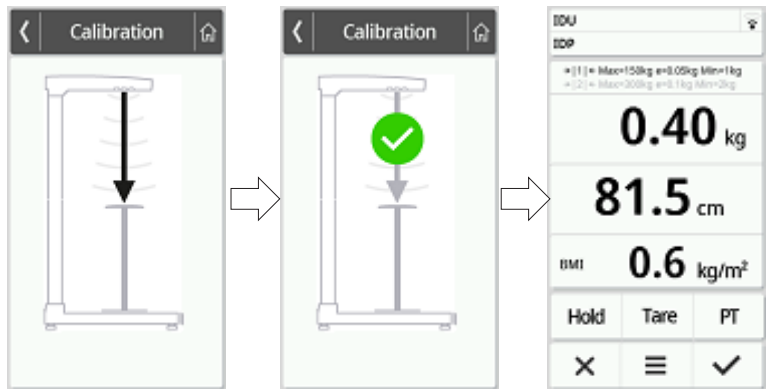 Calibration
Calibration
IDU
IDP
[1] Max=150kg e=0.05kg Min=1kg
[2] Max=300kg e=0.1kg Min=2kg
0.40 kg
81.5 cm
BMI 0.6 kg/m²
Hold Tare PT